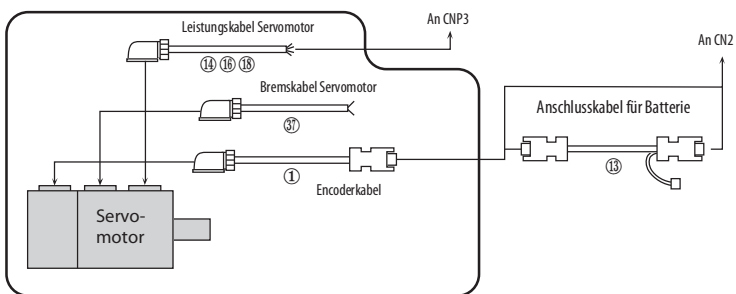 Leistungskabel Servomotor
An CNP3
⑭ ⑯ ⑱
An CN2
Bremskabel Servomotor
㊲
Anschlusskabel für Batterie
①
⑬
Encoderkabel
Servo-
motor